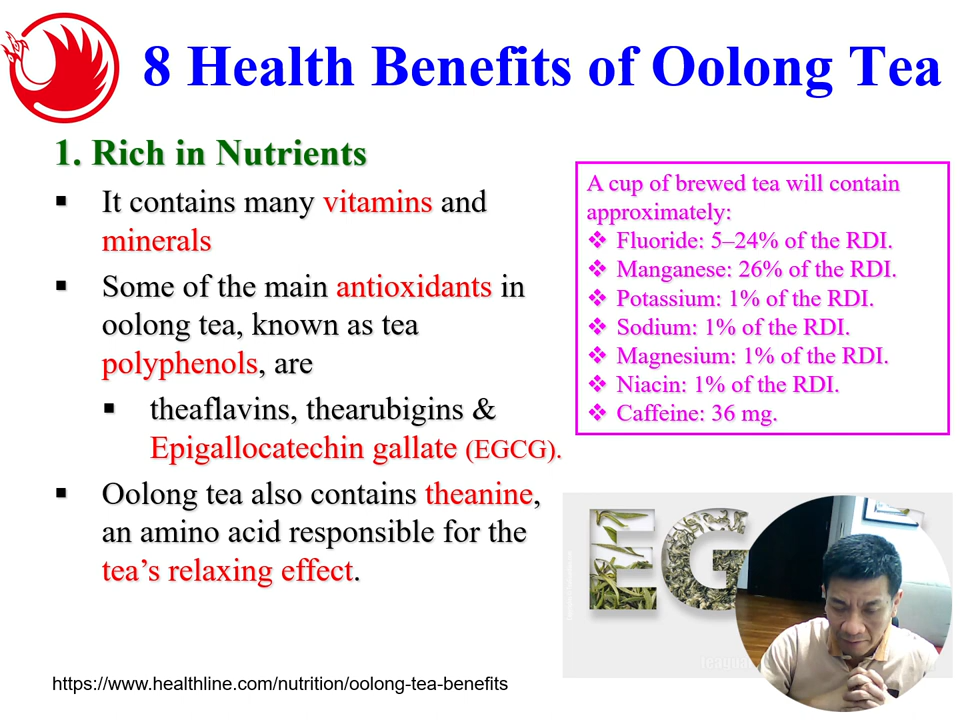 8 Health Benefits of Oolong Tea
1. Rich in Nutrients
▪ It contains many vitamins and
minerals
▪ Some of the main antioxidants in
oolong tea, known as tea
polyphenols, are
▪ theaflavins, thearubigins &
Epigallocatechin gallate (EGCG).
▪ Oolong tea also contains theanine,
an amino acid responsible for the
tea’s relaxing effect.
A cup of brewed tea will contain
approximately:
❖ Fluoride: 5–24% of the RDI.
❖ Manganese: 26% of the RDI.
❖ Potassium: 1% of the RDI.
❖ Sodium: 1% of the RDI.
❖ Magnesium: 1% of the RDI.
❖ Niacin: 1% of the RDI.
❖ Caffeine: 36 mg.
EG
https://www.healthline.com/nutrition/oolong-tea-benefits